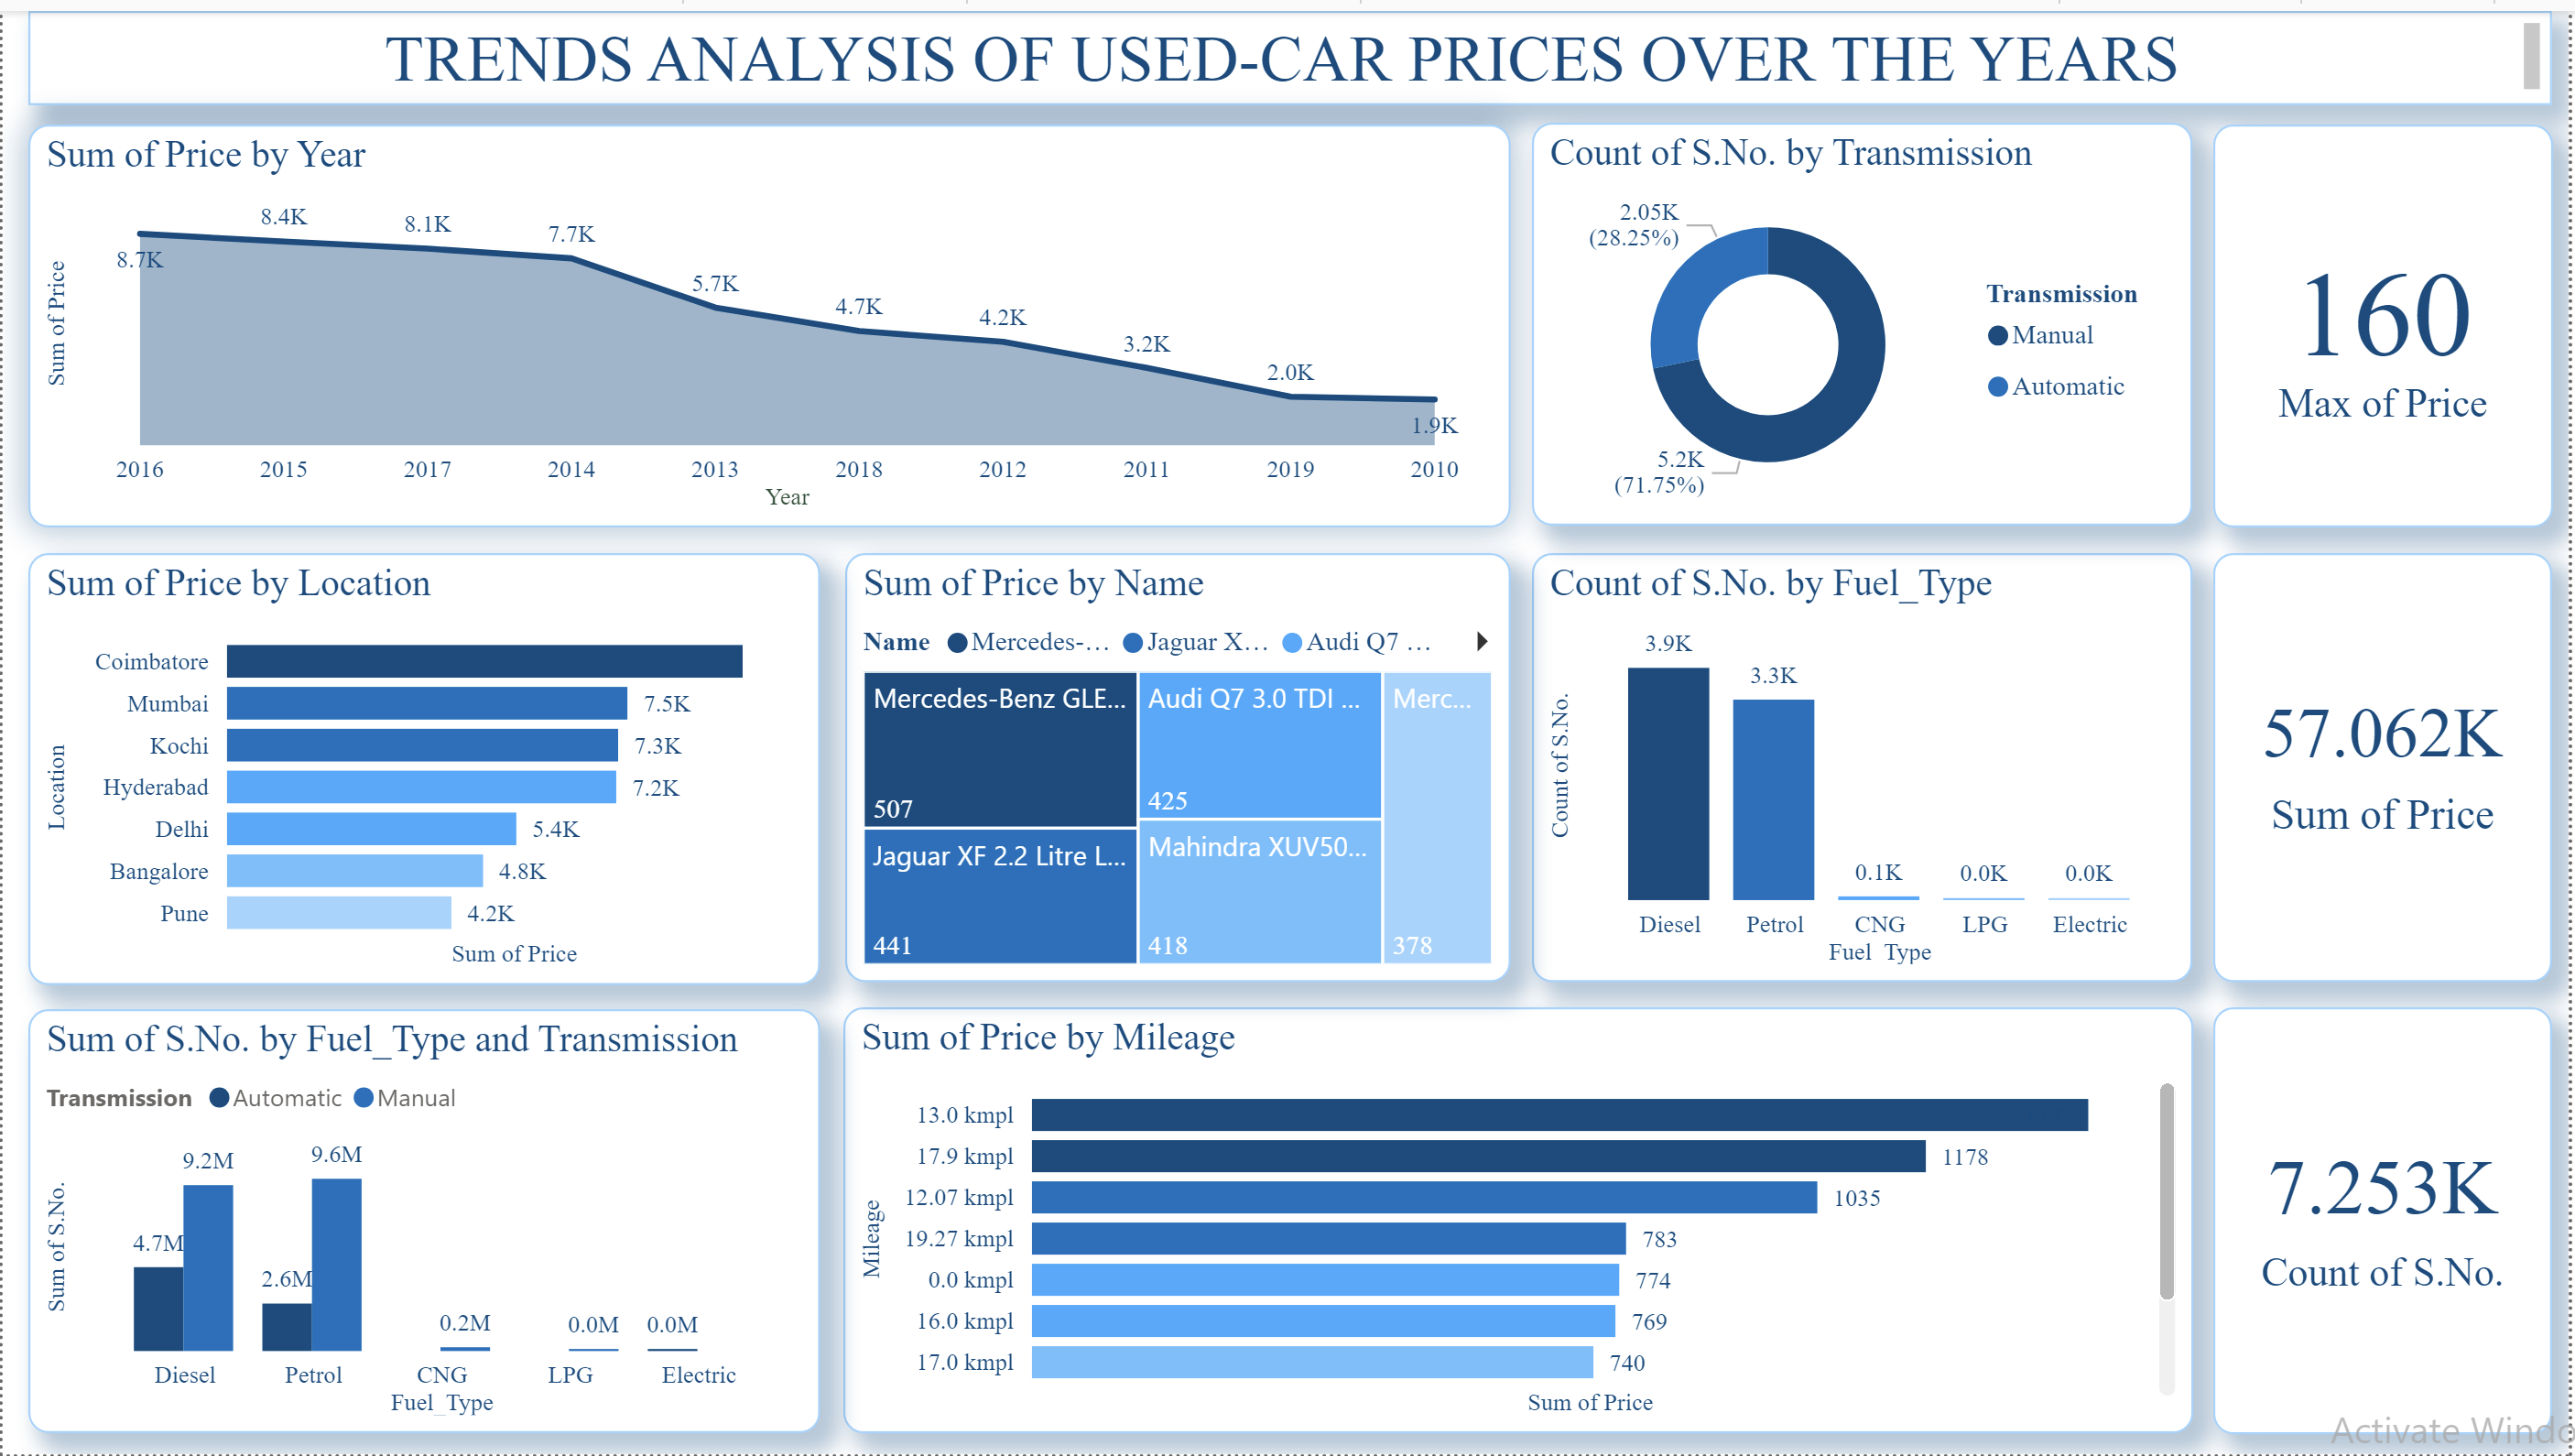 TRENDS ANALYSIS OF USED-CAR PRICES OVER THE YEARS
Sum of Price by Year
Sum of Price
8.7K
8.4K
8.1K
7.7K
5.7K
4.7K
4.2K
3.2K
2.0K
1.9K
2016 2015 2017 2014 2013 2018 2012 2011 2019 2010
Year
Count of S.No. by Transmission
2.05K
(28.25%)
5.2K
(71.75%)
Transmission
Manual
Automatic
160
Max of Price
Sum of Price by Location
Location
Coimbatore
Mumbai 7.5K
Kochi 7.3K
Hyderabad 7.2K
Delhi 5.4K
Bangalore 4.8K
Pune 4.2K
Sum of Price
Sum of Price by Name
Name Mercedes-... Jaguar X... Audi Q7 ...
Mercedes-Benz GLE...
507
Jaguar XF 2.2 Litre L...
441
Audi Q7 3.0 TDI ...
425
Mahindra XUV50...
418
Merc...
378
Count of S.No. by Fuel_Type
Count of S.No.
3.9K
3.3K
0.1K
0.0K
0.0K
Diesel Petrol CNG LPG Electric
Fuel_Type
57.062K
Sum of Price
Sum of S.No. by Fuel_Type and Transmission
Transmission Automatic Manual
Sum of S.No.
4.7M
9.2M
2.6M
9.6M
0.2M
0.0M
0.0M
Diesel Petrol CNG LPG Electric
Fuel_Type
Sum of Price by Mileage
Mileage
13.0 kmpl
17.9 kmpl 1178
12.07 kmpl 1035
19.27 kmpl 783
0.0 kmpl 774
16.0 kmpl 769
17.0 kmpl 740
Sum of Price
7.253K
Count of S.No.
Activate Windo